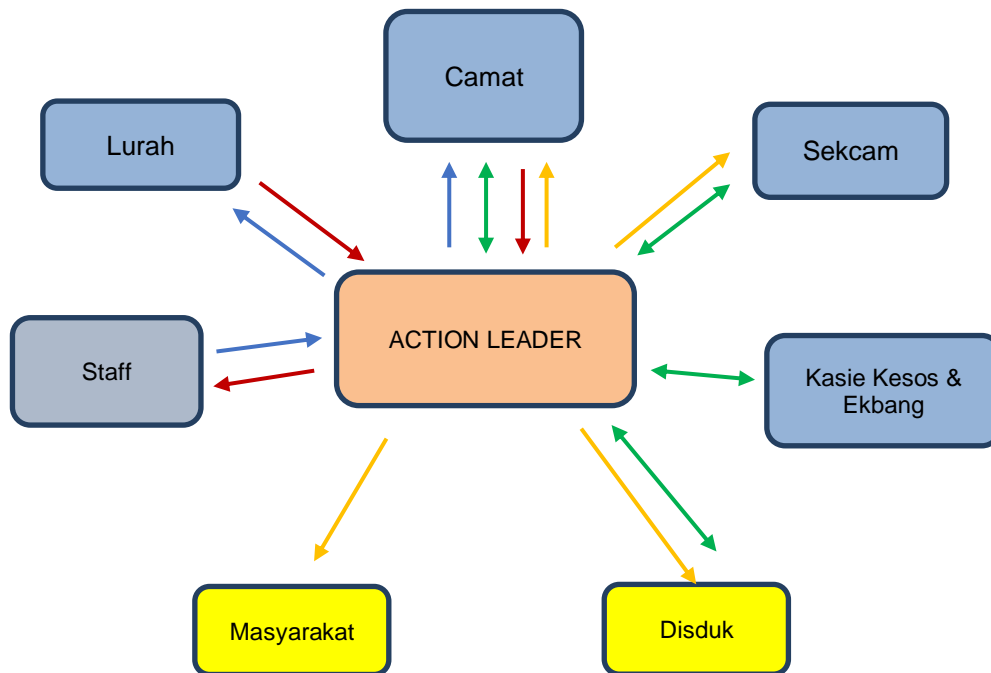 Camat
Lurah
Sekcam
ACTION LEADER
Staff
Kasie Kesos &
Ekbang
Masyarakat
Disduk